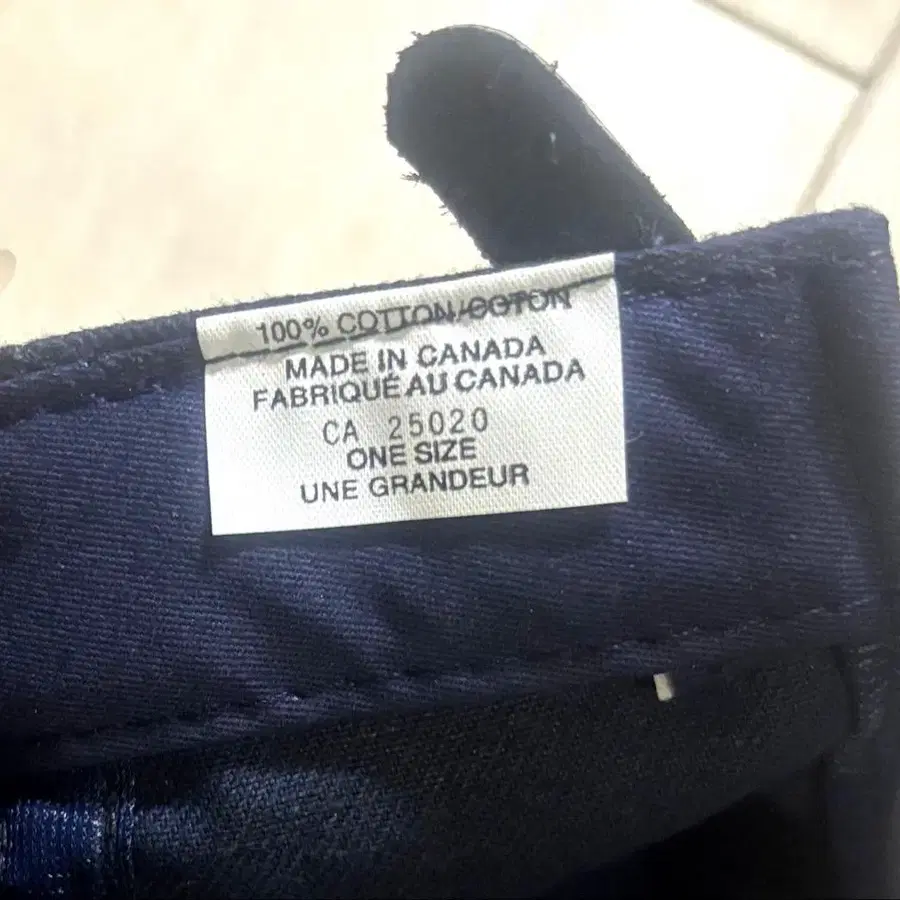 100% COTTON/COTON
MADE IN CANADA
FABRIQUÉ AU CANADA
CA 25020
ONE SIZE
UNE GRANDEUR